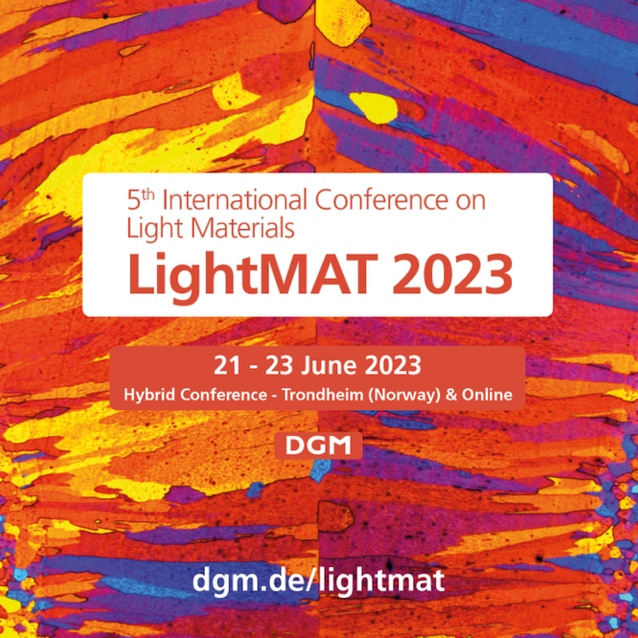 5th International Conference on
Light Materials
LightMAT 2023
21 - 23 June 2023
Hybrid Conference - Trondheim (Norway) & Online
DGM
dgm.de/lightmat